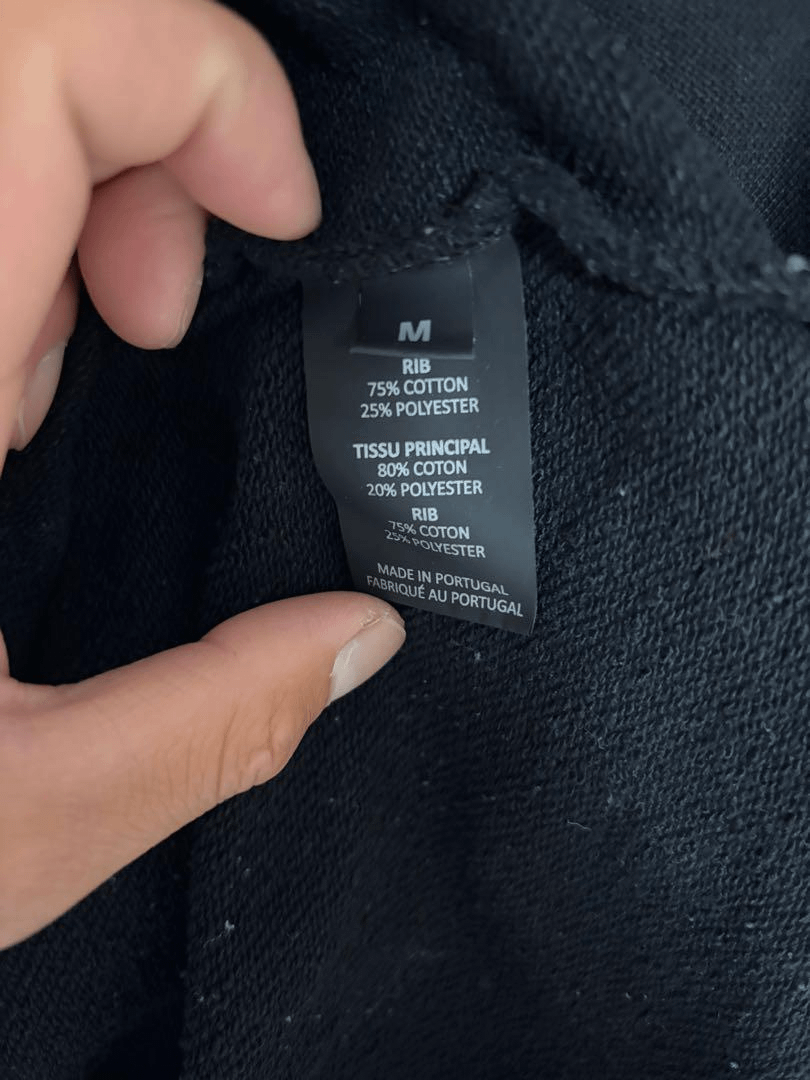 M
RIB
75% COTTON
25% POLYESTER
TISSU PRINCIPAL
80% COTON
20% POLYESTER
RIB
75% COTON
25% POLYESTER
MADE IN PORTUGAL
FABRIQUÉ AU PORTUGAL